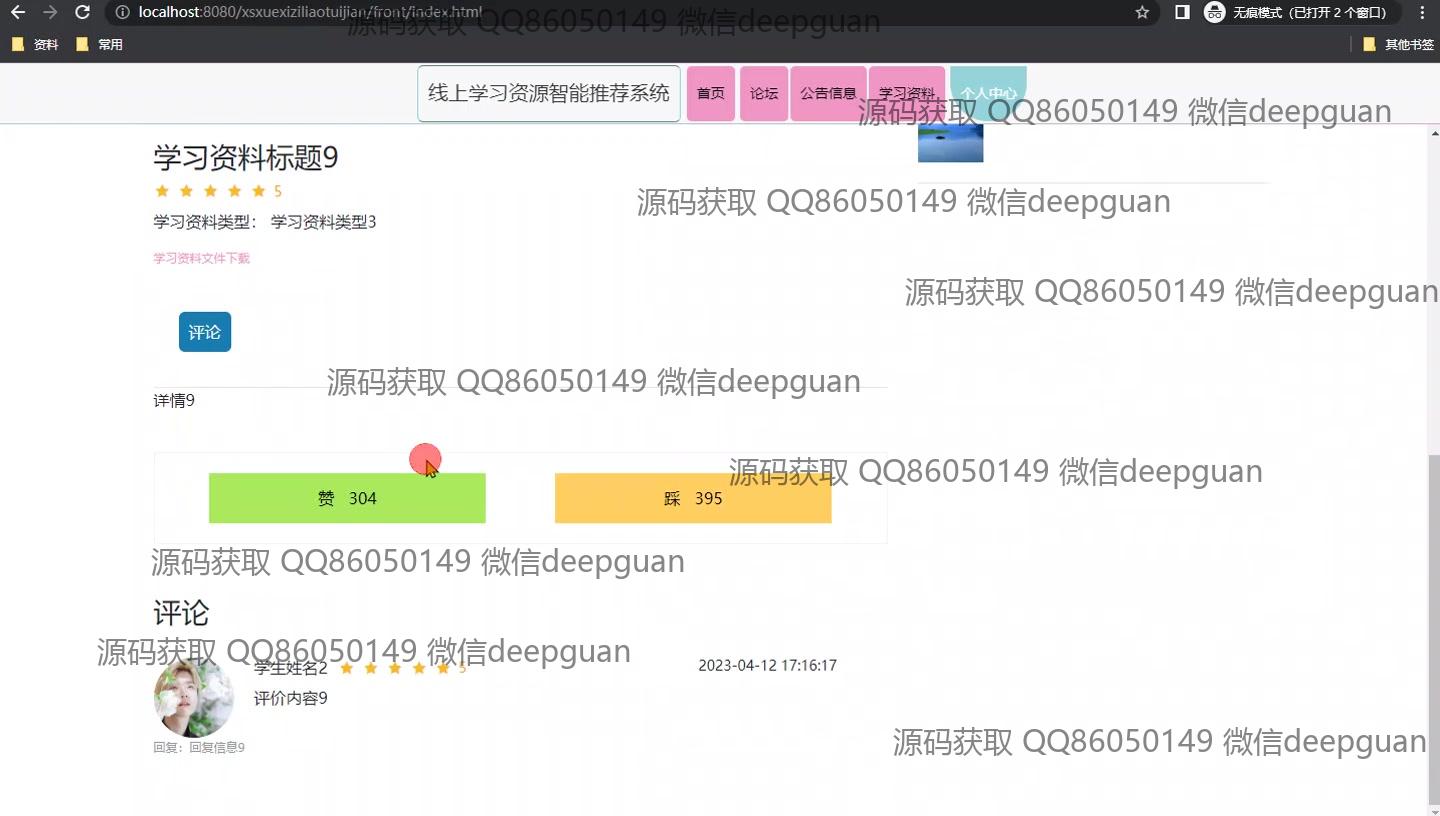 localhost:8080/xsxuexiziliaotuijian/front/index.html
无痕模式（已打开 2 个窗口）
源码获取 QQ86050149 微信deepguan
资料
常用
其他书签
线上学习资源智能推荐系统
首页
论坛
公告信息
学习资料
个人中心
源码获取 QQ86050149 微信deepguan
学习资料标题9
5
源码获取 QQ86050149 微信deepguan
学习资料类型： 学习资料类型3
学习资料文件下载
源码获取 QQ86050149 微信deepguan
评论
源码获取 QQ86050149 微信deepguan
详情9
源码获取 QQ86050149 微信deepguan
赞 304
踩 395
源码获取 QQ86050149 微信deepguan
评论
源码获取 QQ86050149 微信deepguan
学生姓名2 5 2023-04-12 17:16:17
评价内容9
回复：回复信息9
源码获取 QQ86050149 微信deepguan